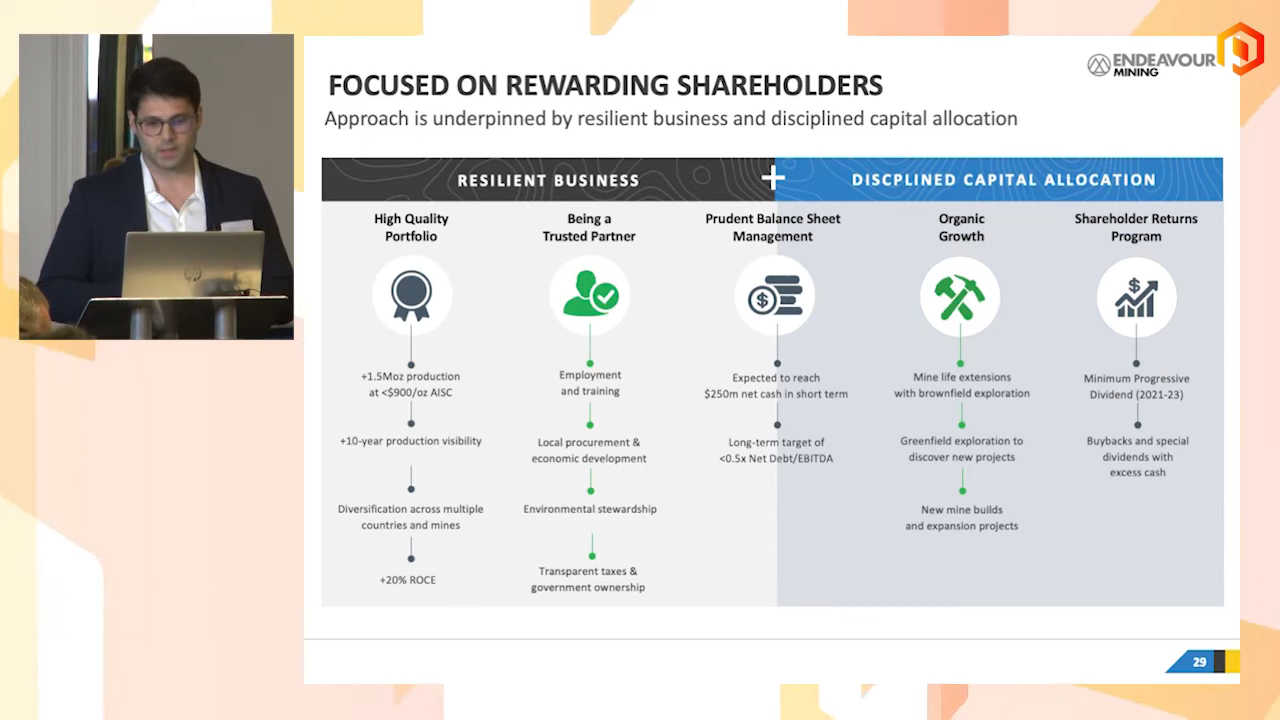 ENDEAVOUR
MINING
FOCUSED ON REWARDING SHAREHOLDERS
Approach is underpinned by resilient business and disciplined capital allocation
RESILIENT BUSINESS
+
DISCPLINED CAPITAL ALLOCATION
High Quality
Portfolio
+1.5Moz production
at <$900/oz AISC
+10-year production visibility
Diversification across multiple
countries and mines
+20% ROCE
Being a
Trusted Partner
Employment
and training
Local procurement &
economic development
Environmental stewardship
Transparent taxes &
government ownership
Prudent Balance Sheet
Management
$
Expected to reach
$250m net cash in short term
Long-term target of
<0.5x Net Debt/EBITDA
Organic
Growth
Mine life extensions
with brownfield exploration
Greenfield exploration to
discover new projects
New mine builds
and expansion projects
Shareholder Returns
Program
$
Minimum Progressive
Dividend (2021-23)
Buybacks and special
dividends with
excess cash
29
hp